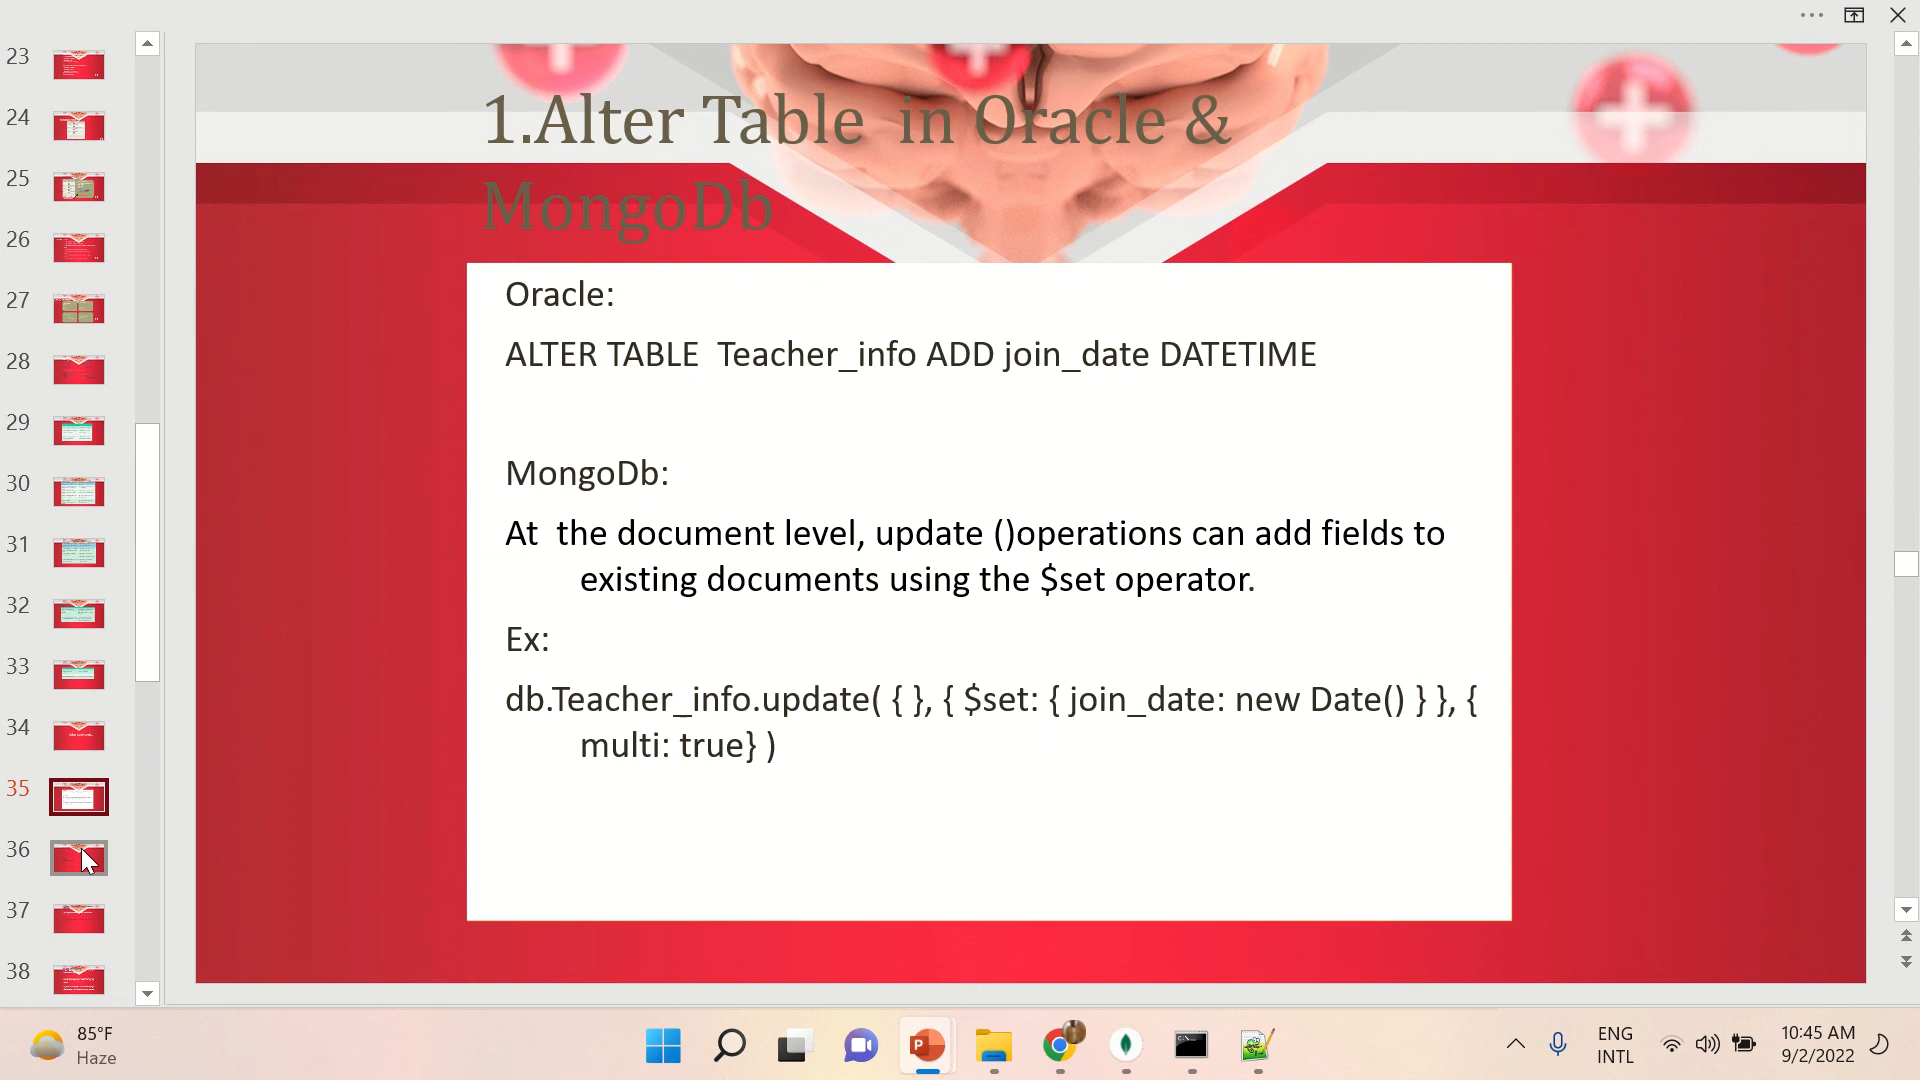 23
24
25
26
27
28
29
30
31
32
33
34
35
36
37
38
1.Alter Table in Oracle &
MongoDb
Oracle:
ALTER TABLE Teacher_info ADD join_date DATETIME
MongoDb:
At the document level, update ()operations can add fields to
existing documents using the $set operator.
Ex:
db.Teacher_info.update( { }, { $set: { join_date: new Date() } }, {
multi: true} )
85°F
Haze
ENG
INTL
10:45 AM
9/2/2022